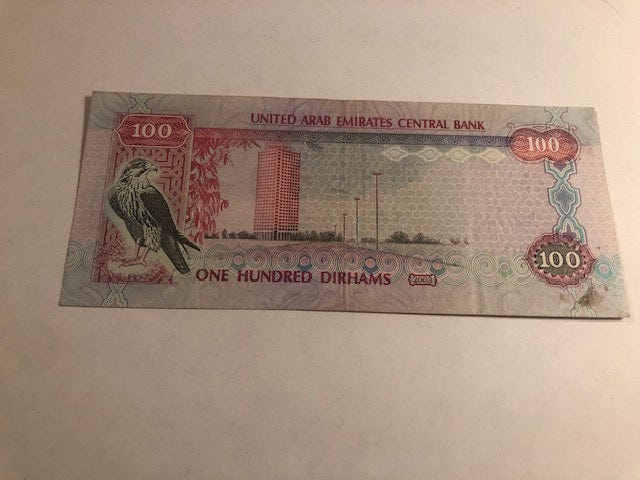 UNITED ARAB EMIRATES CENTRAL BANK
100
100
100
ONE HUNDRED DIRHAMS